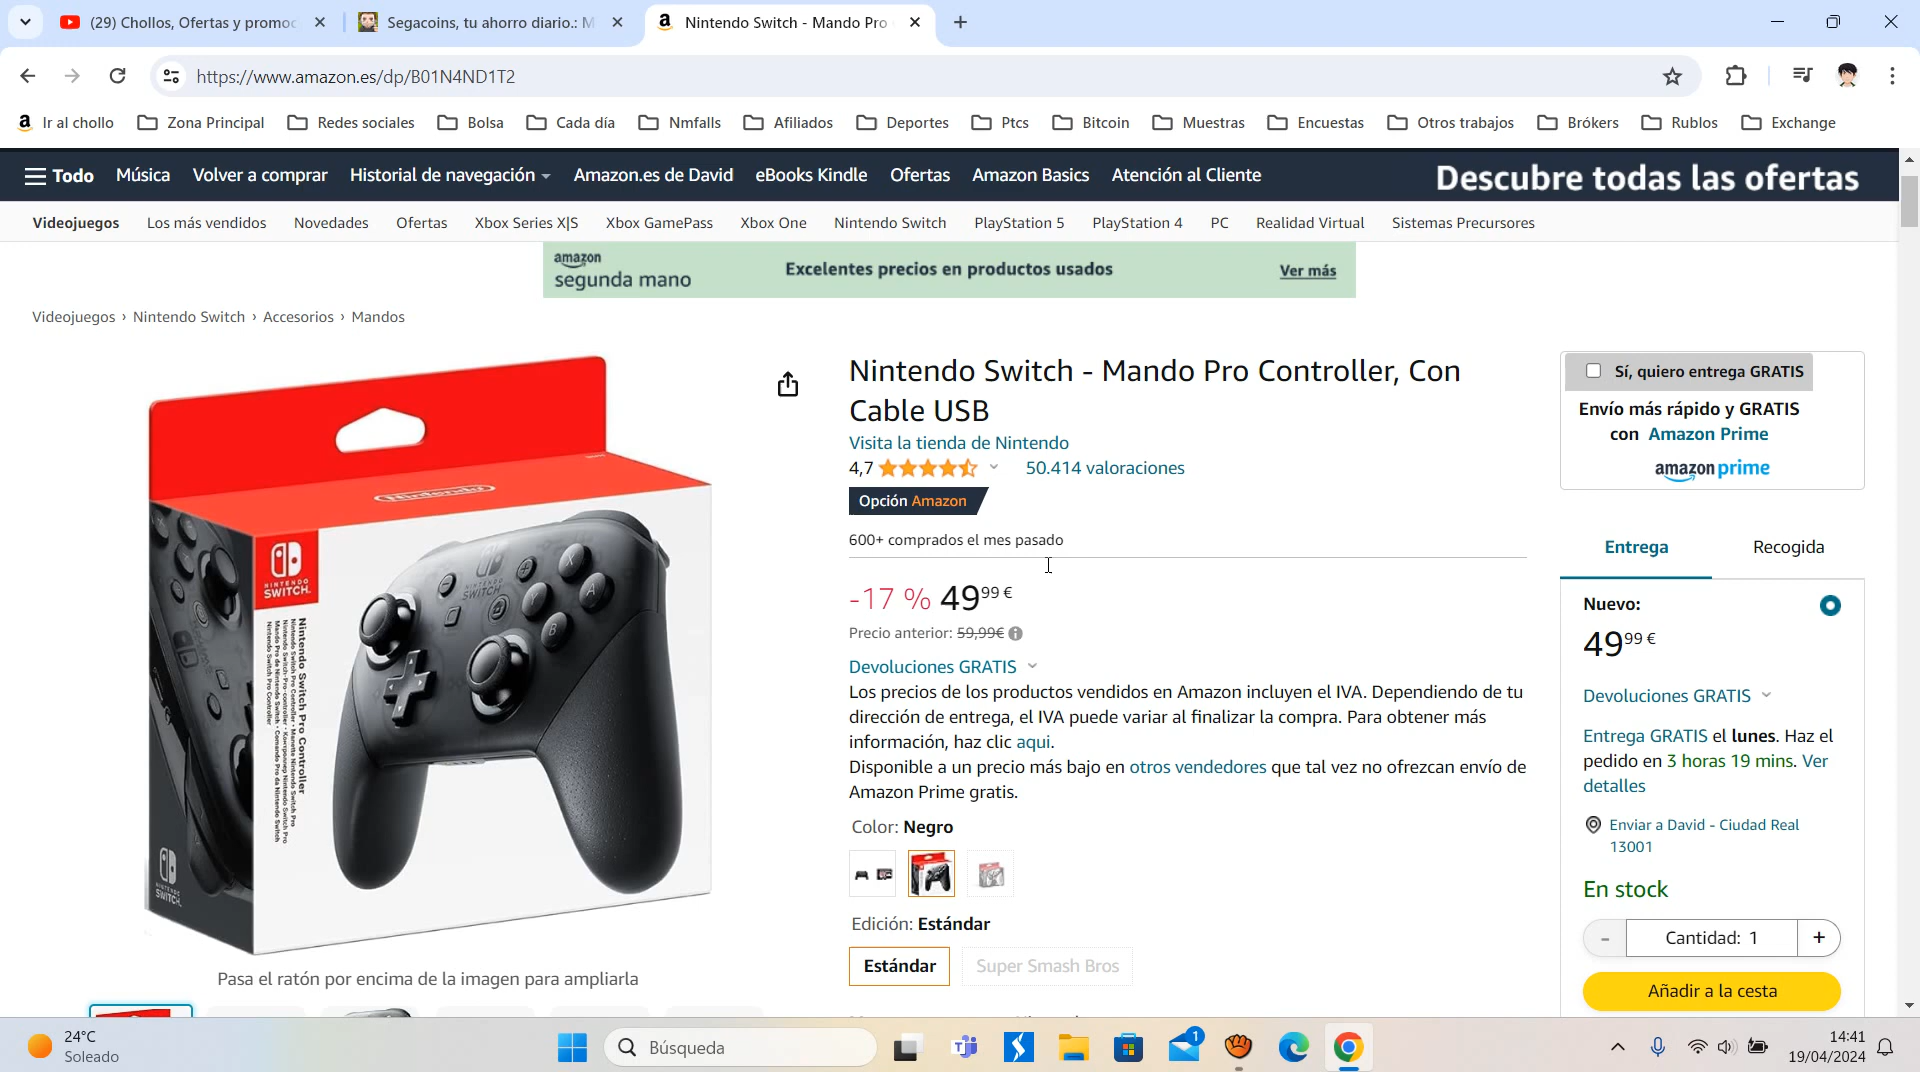 (29) Chollos, Ofertas y promoc
Segacoins, tu ahorro diario.: M
Nintendo Switch - Mando Pro
https://www.amazon.es/dp/B01N4ND1T2
Ir al chollo
Zona Principal
Redes sociales
Bolsa
Cada día
Nmfalls
Afiliados
Deportes
Ptcs
Bitcoin
Muestras
Encuestas
Otros trabajos
Brókers
Rublos
Exchange
Todo
Música
Volver a comprar
Historial de navegación
Amazon.es de David
eBooks Kindle
Ofertas
Amazon Basics
Atención al Cliente
Descubre todas las ofertas
Videojuegos
Los más vendidos
Novedades
Ofertas
Xbox Series X|S
Xbox GamePass
Xbox One
Nintendo Switch
PlayStation 5
PlayStation 4
PC
Realidad Virtual
Sistemas Precursores
amazon
segunda mano
Excelentes precios en productos usados
Ver más
Videojuegos › Nintendo Switch › Accesorios › Mandos
Nintendo
NINTENDO
SWITCH
Nintendo Switch Pro Controller
NINTENDO
SWITCH
Pasa el ratón por encima de la imagen para ampliarla
Nintendo Switch - Mando Pro Controller, Con
Cable USB
Visita la tienda de Nintendo
4,7
50.414 valoraciones
Opción Amazon
600+ comprados el mes pasado
-17 % 49,99 €
Precio anterior: 59,99€
Devoluciones GRATIS
Los precios de los productos vendidos en Amazon incluyen el IVA. Dependiendo de tu
dirección de entrega, el IVA puede variar al finalizar la compra. Para obtener más
información, haz clic aqui.
Disponible a un precio más bajo en otros vendedores que tal vez no ofrezcan envío de
Amazon Prime gratis.
Color: Negro
Edición: Estándar
Estándar
Super Smash Bros
Sí, quiero entrega GRATIS
Envío más rápido y GRATIS
con Amazon Prime
amazon prime
Entrega
Recogida
Nuevo:
49,99 €
Devoluciones GRATIS
Entrega GRATIS el lunes. Haz el
pedido en 3 horas 19 mins. Ver
detalles
Enviar a David - Ciudad Real
13001
En stock
- Cantidad: 1 +
Añadir a la cesta
24°C
Soleado
Búsqueda
1
14:41
19/04/2024